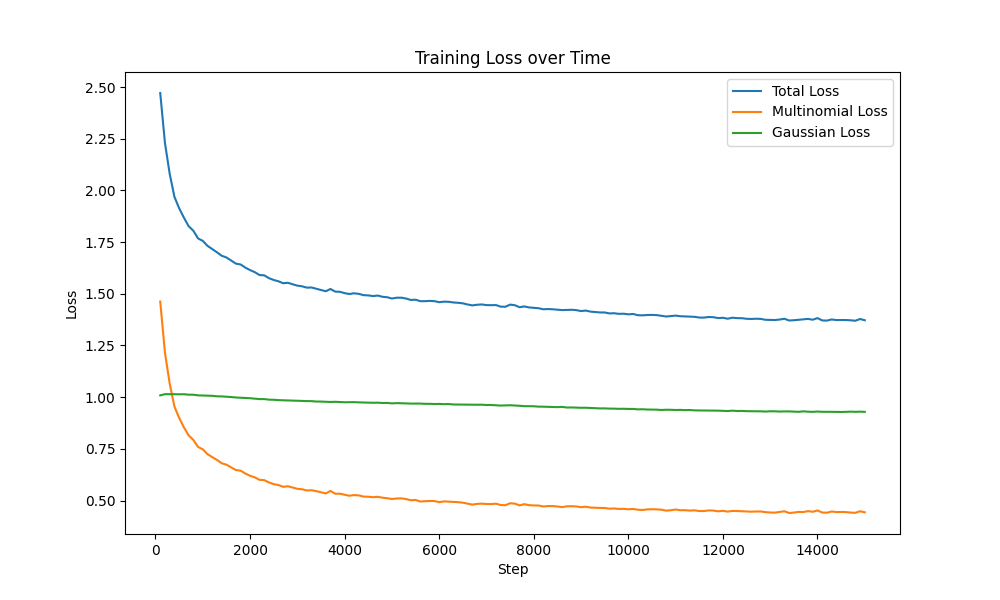 Training Loss over Time
Total Loss
Multinomial Loss
Gaussian Loss
Loss
2.50
2.25
2.00
1.75
1.50
1.25
1.00
0.75
0.50
0 2000 4000 6000 8000 10000 12000 14000
Step